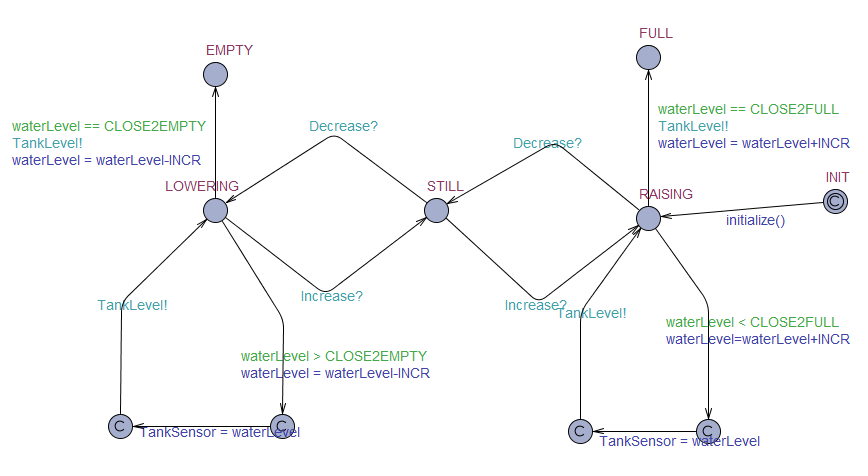 FULL
EMPTY
waterLevel == CLOSE2EMPTY
TankLevel!
waterLevel = waterLevel-INCR
Decrease?
Decrease?
waterLevel == CLOSE2FULL
TankLevel!
waterLevel = waterLevel+INCR
LOWERING
STILL
RAISING
INIT
C
initialize()
TankLevel!
Increase?
Increase?
TankLevel!
waterLevel < CLOSE2FULL
waterLevel=waterLevel+INCR
waterLevel > CLOSE2EMPTY
waterLevel = waterLevel-INCR
C
C
TankSensor = waterLevel
C
C
TankSensor = waterLevel